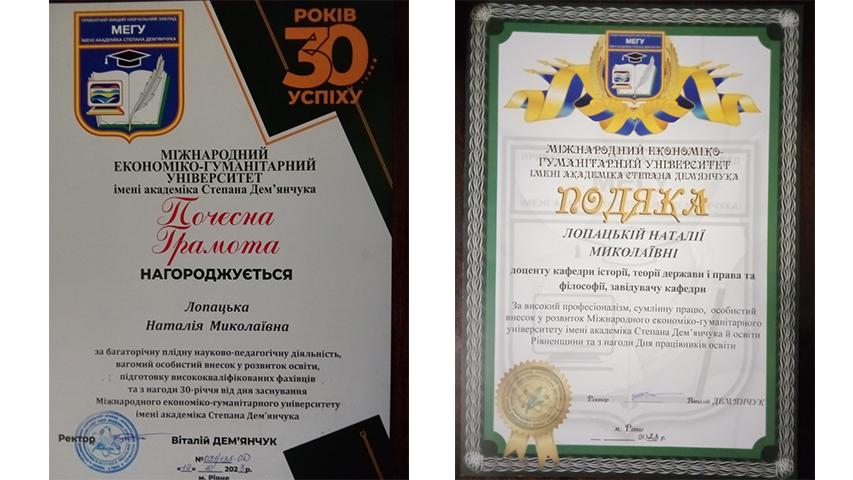 ПРИВАТНИЙ ВИЩИЙ НАВЧАЛЬНИЙ ЗАКЛАД
МЕГУ
ІМЕНІ АКАДЕМІКА СТЕПАНА ДЕМ'ЯНЧУКА
РОКІВ
30
УСПІХУ
МІЖНАРОДНИЙ
ЕКОНОМІКО-ГУМАНІТАРНИЙ
УНІВЕРСИТЕТ
імені академіка Степана Дем'янчука
Почесна
Грамота
НАГОРОДЖУЄТЬСЯ
Лопацька
Наталія Миколаївна
за багаторічну плідну науково-педагогічну діяльність,
вагомий особистий внесок у розвиток освіти,
підготовку висококваліфікованих фахівців
та з нагоди 30-річчя від дня заснування
Міжнародного економіко-гуманітарного університету
імені академіка Степана Дем'янчука
Ректор
Віталій ДЕМ'ЯНЧУК
№
«10» 10 2023 р.
м. Рівне
МЕГУ
МІЖНАРОДНИЙ ЕКОНОМІКО-
ГУМАНІТАРНИЙ УНІВЕРСИТЕТ
ІМЕНІ АКАДЕМІКА СТЕПАНА ДЕМ'ЯНЧУКА
ПОДЯКА
ЛОПАЦЬКІЙ НАТАЛІЇ
МИКОЛАЇВНІ
доценту кафедри історії, теорії держави і права та
філософії, завідувачу кафедри
За високий професіоналізм, сумлінну працю, особистий
внесок у розвиток Міжнародного економіко-гуманітарного
університету імені академіка Степана Дем'янчука й освіти
Рівненщини та з нагоди Дня працівників освіти
Ректор
Віталій ДЕМ'ЯНЧУК
м. Рівне
2023 р.